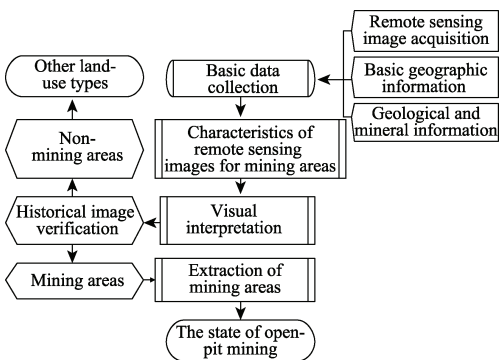 Remote sensing
image acquisition
Other land-
use types
Basic data
collection
Basic geographic
information
Geological and
mineral information
Non-
mining areas
Characteristics of
remote sensing
images for mining areas
Historical image
verification
Visual
interpretation
Mining areas
Extraction of
mining areas
The state of open-
pit mining